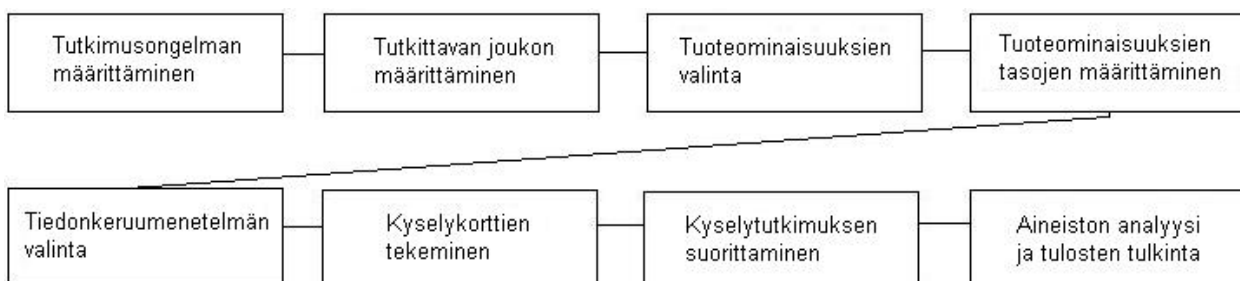 Tutkimusongelman
määrittäminen
Tutkittavan joukon
määrittäminen
Tuoteominaisuuksien
valinta
Tuoteominaisuuksien
tasojen määrittäminen
Tiedonkeruumenetelmän
valinta
Kyselykorttien
tekeminen
Kyselytutkimuksen
suorittaminen
Aineiston analyysi
ja tulosten tulkinta